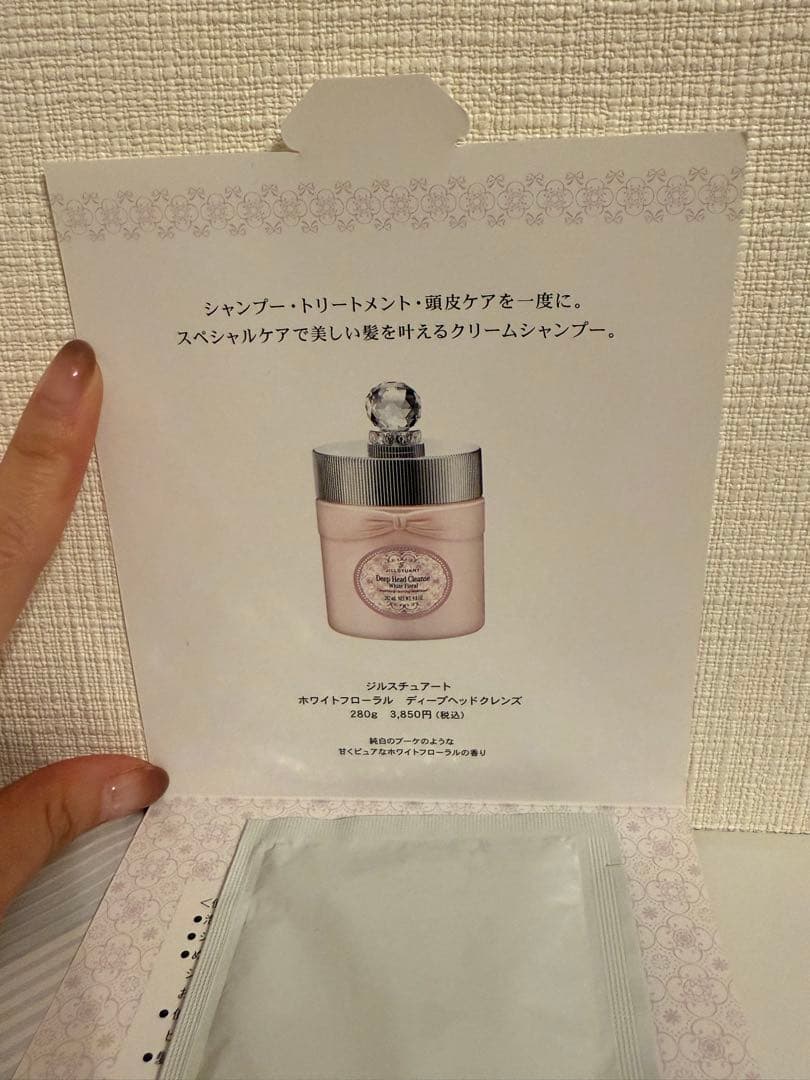 シャンプー・トリートメント・頭皮ケアを一度に。
スペシャルケアで美しい髪を叶えるクリームシャンプー。
JILLSTUART
Deep Head Cleanse
White Floral
ジルスチュアート
ホワイトフローラル ディープヘッドクレンズ
280g 3,850円(税込)
純白のブーケのような
甘くピュアなホワイトフローラルの香り